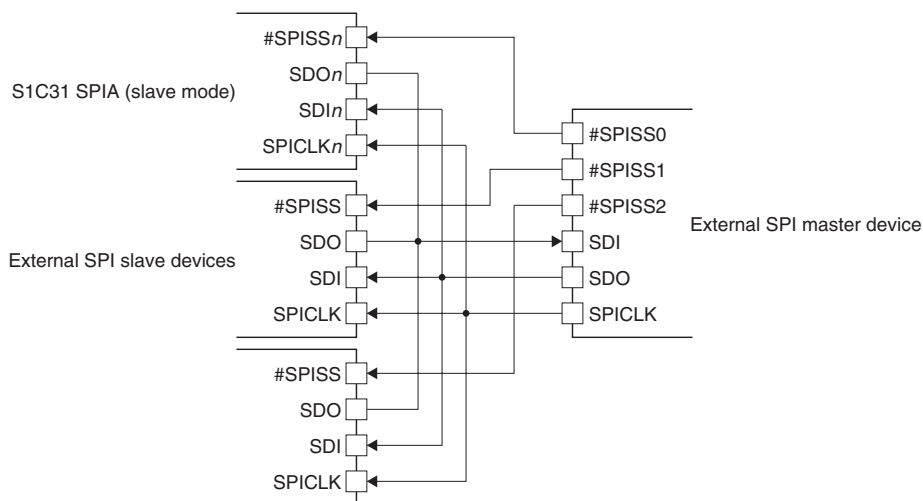 S1C31 SPIA (slave mode)
#SPISSn
SDOn
SDIn
SPICLKn
External SPI slave devices
#SPISS
SDO
SDI
SPICLK
#SPISS
SDO
SDI
SPICLK
#SPISS0
#SPISS1
#SPISS2
SDI
SDO
SPICLK
External SPI master device